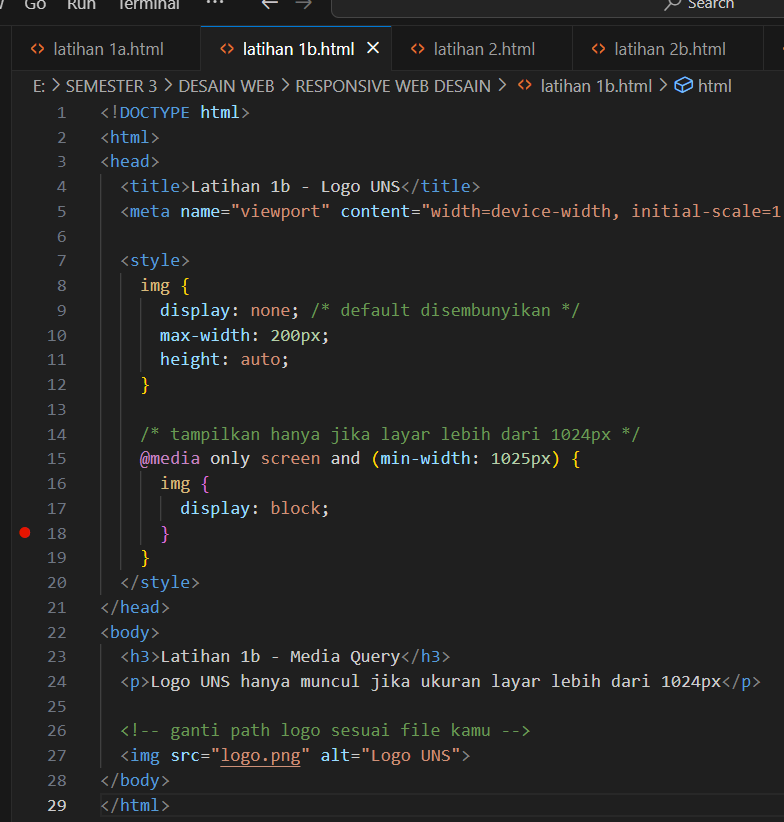 Go Run Terminal ··· ← → Search
latihan 1a.html latihan 1b.html × latihan 2.html latihan 2b.html
E: > SEMESTER 3 > DESAIN WEB > RESPONSIVE WEB DESAIN > latihan 1b.html > html
1 <!DOCTYPE html>
2 <html>
3 <head>
4 <title>Latihan 1b - Logo UNS</title>
5 <meta name="viewport" content="width=device-width, initial-scale=1
6
7 <style>
8 img {
9 display: none; /* default disembunyikan */
10 max-width: 200px;
11 height: auto;
12 }
13
14 /* tampilkan hanya jika layar lebih dari 1024px */
15 @media only screen and (min-width: 1025px) {
16 img {
17 display: block;
18 }
19 }
20 </style>
21 </head>
22 <body>
23 <h3>Latihan 1b - Media Query</h3>
24 <p>Logo UNS hanya muncul jika ukuran layar lebih dari 1024px</p>
25
26 <!-- ganti path logo sesuai file kamu -->
27 <img src="logo.png" alt="Logo UNS">
28 </body>
29 </html>